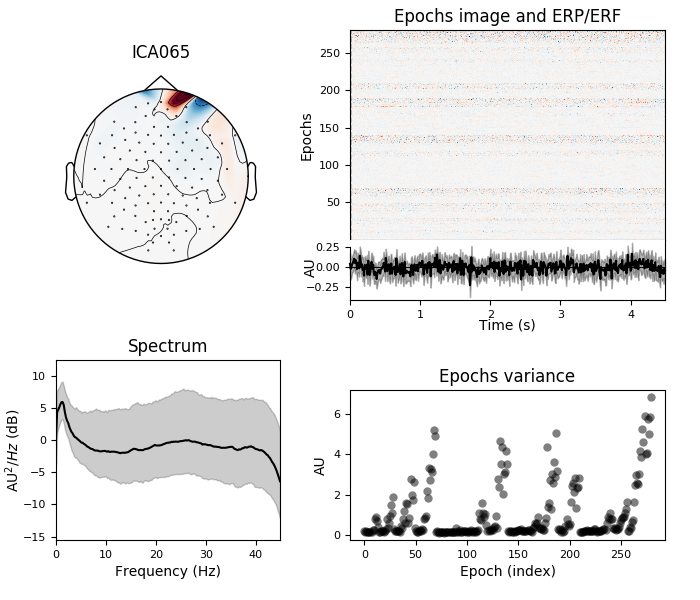 ICA065
Epochs image and ERP/ERF
Epochs
250
200
150
100
50
AU
0.25
0.00
−0.25
0 1 2 3 4
Time (s)
Spectrum
AU²/Hz (dB)
10
5
0
−5
−10
−15
0 10 20 30 40
Frequency (Hz)
Epochs variance
AU
6
4
2
0
0 50 100 150 200 250
Epoch (index)